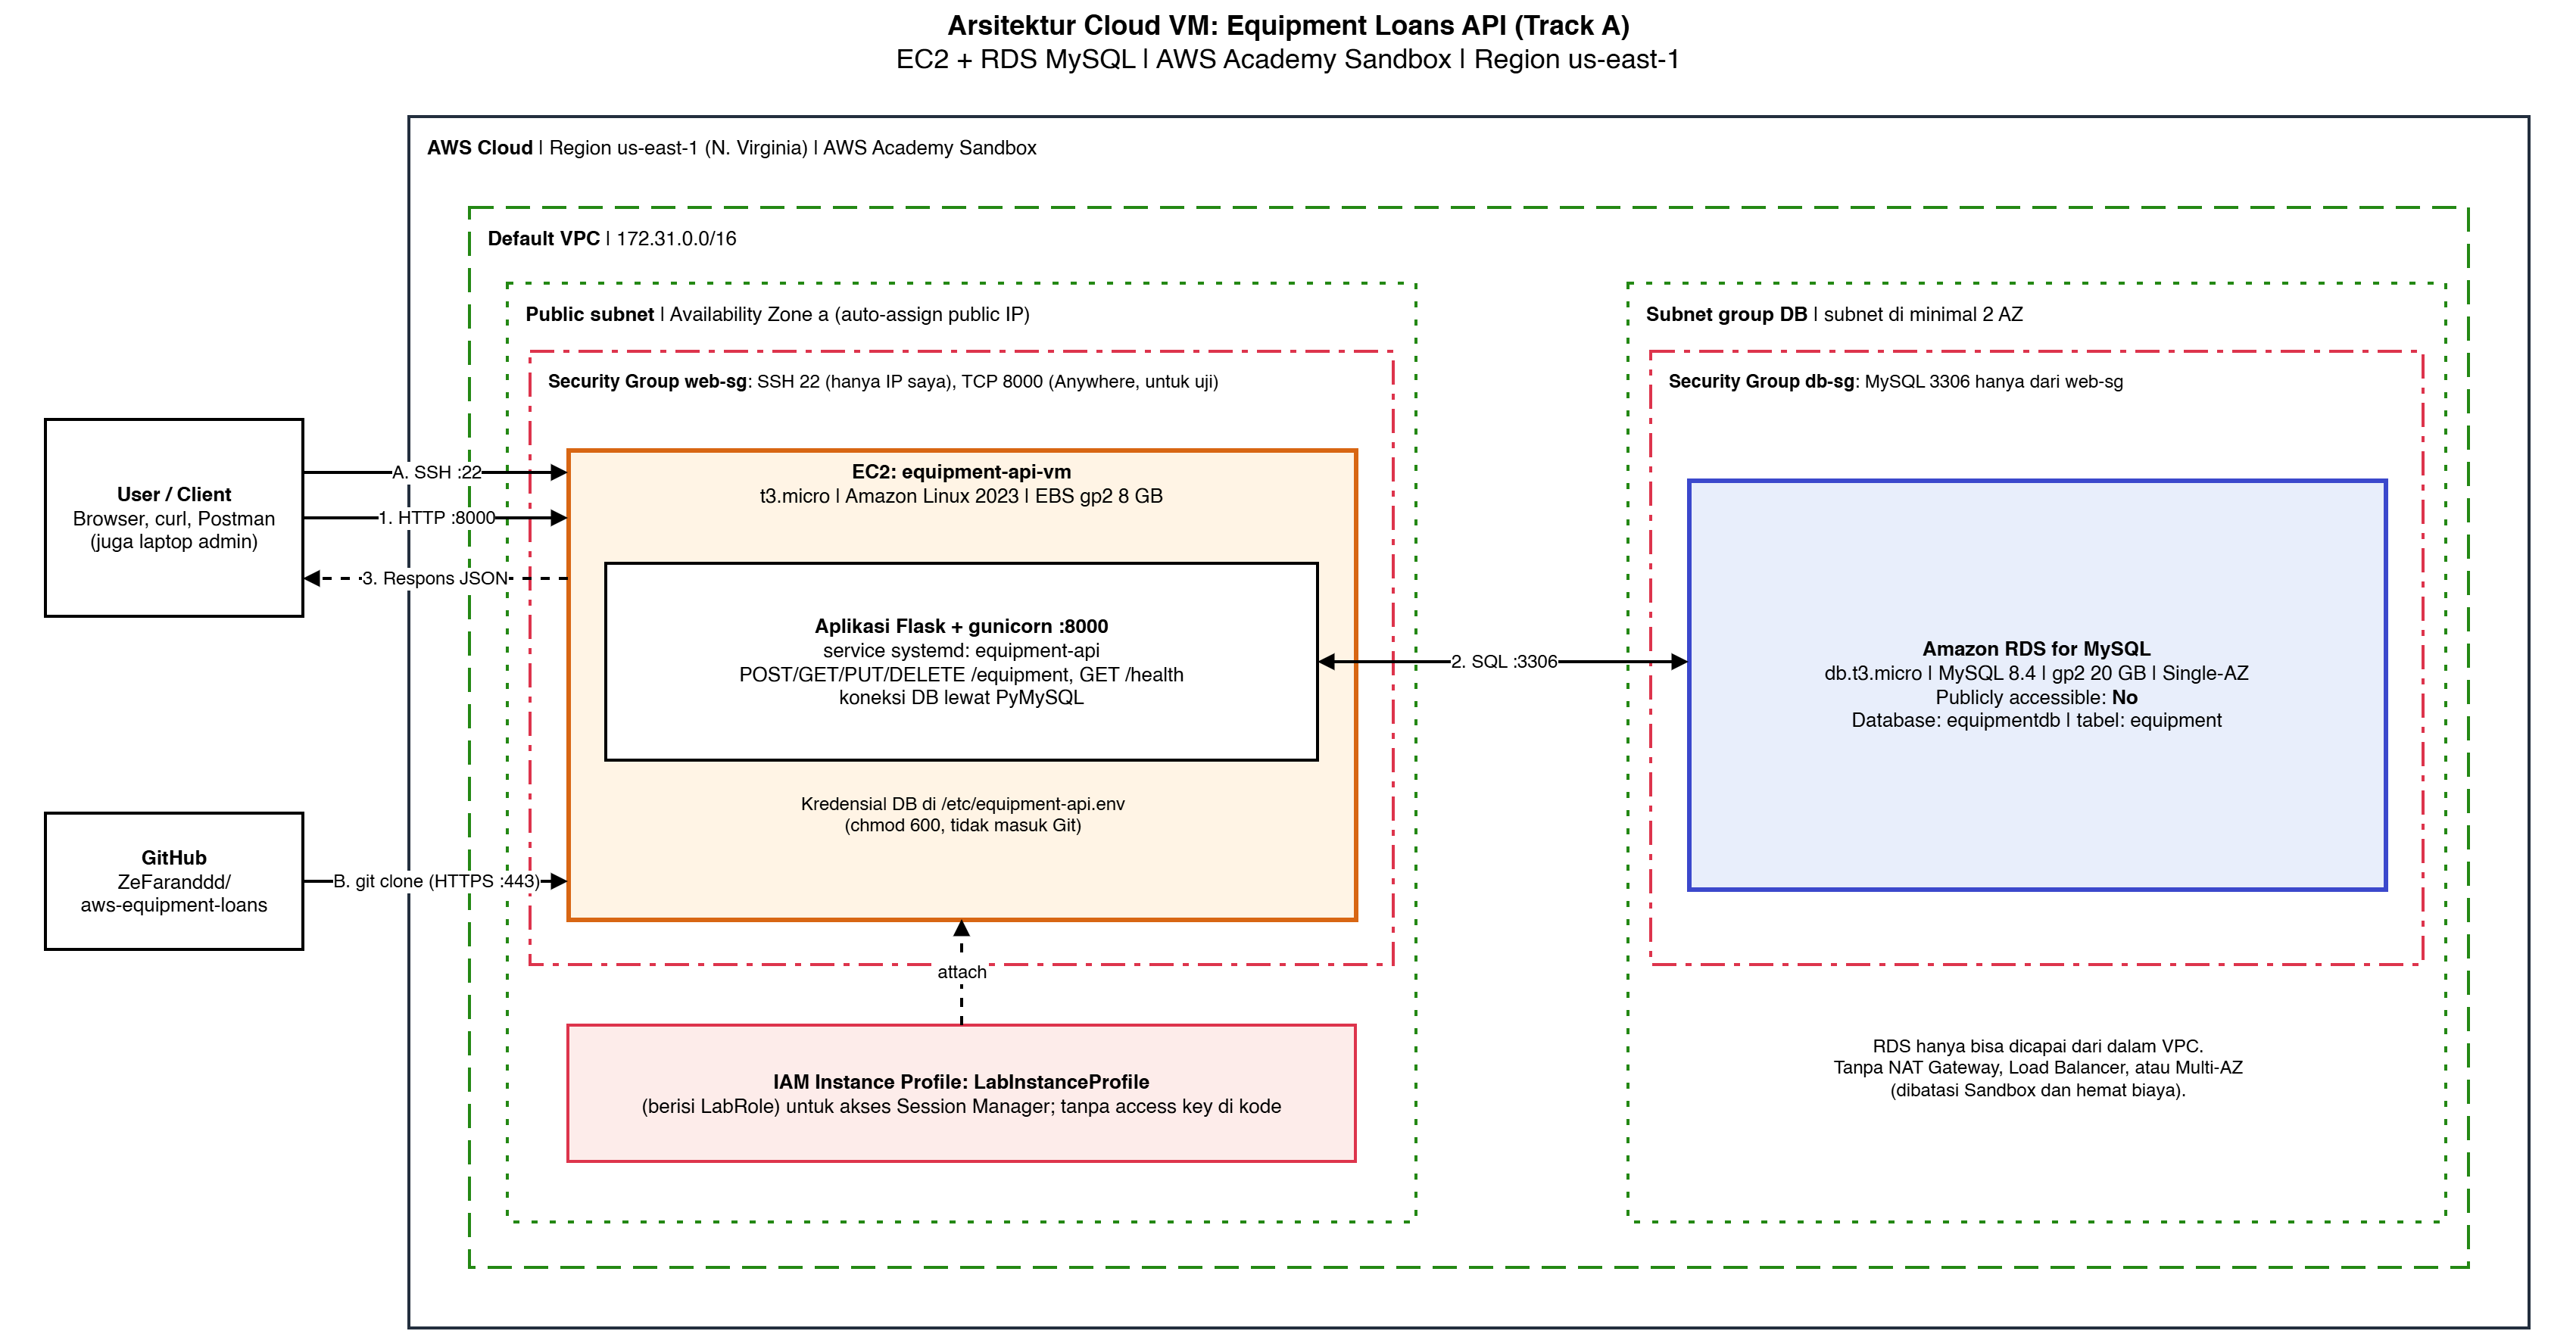 Arsitektur Cloud VM: Equipment Loans API (Track A)
EC2 + RDS MySQL | AWS Academy Sandbox | Region us-east-1
AWS Cloud | Region us-east-1 (N. Virginia) | AWS Academy Sandbox
Default VPC | 172.31.0.0/16
Public subnet | Availability Zone a (auto-assign public IP)
Security Group web-sg: SSH 22 (hanya IP saya), TCP 8000 (Anywhere, untuk uji)
User / Client
Browser, curl, Postman
(juga laptop admin)
A. SSH :22
1. HTTP :8000
3. Respons JSON
EC2: equipment-api-vm
t3.micro | Amazon Linux 2023 | EBS gp2 8 GB
Aplikasi Flask + gunicorn :8000
service systemd: equipment-api
POST/GET/PUT/DELETE /equipment, GET /health
koneksi DB lewat PyMySQL
Kredensial DB di /etc/equipment-api.env
(chmod 600, tidak masuk Git)
GitHub
ZeFaranddd/
aws-equipment-loans
B. git clone (HTTPS :443)
attach
IAM Instance Profile: LabInstanceProfile
(berisi LabRole) untuk akses Session Manager; tanpa access key di kode
2. SQL :3306
Subnet group DB | subnet di minimal 2 AZ
Security Group db-sg: MySQL 3306 hanya dari web-sg
Amazon RDS for MySQL
db.t3.micro | MySQL 8.4 | gp2 20 GB | Single-AZ
Publicly accessible: No
Database: equipmentdb | tabel: equipment
RDS hanya bisa dicapai dari dalam VPC.
Tanpa NAT Gateway, Load Balancer, atau Multi-AZ
(dibatasi Sandbox dan hemat biaya).